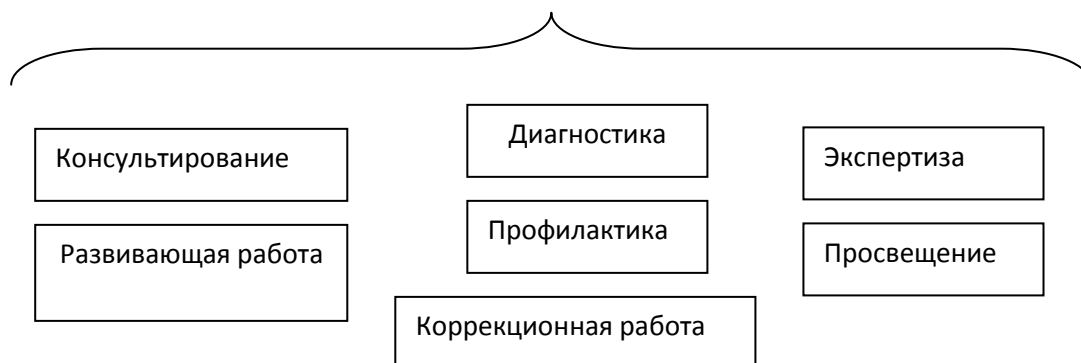 Диагностика
Консультирование
Экспертиза
Профилактика
Развивающая работа
Просвещение
Коррекционная работа